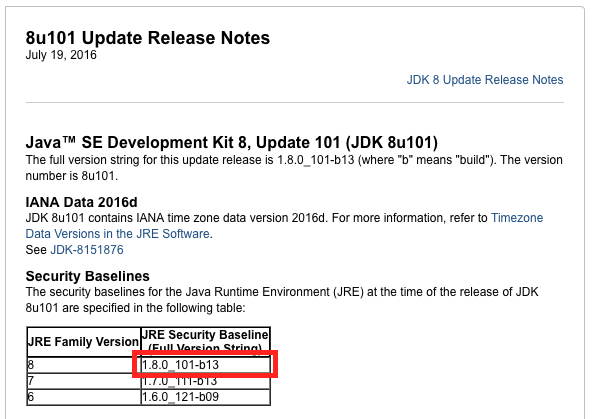 8u101 Update Release Notes
July 19, 2016
JDK 8 Update Release Notes
Java™ SE Development Kit 8, Update 101 (JDK 8u101)
The full version string for this update release is 1.8.0_101-b13 (where "b" means "build"). The version
number is 8u101.
IANA Data 2016d
JDK 8u101 contains IANA time zone data version 2016d. For more information, refer to Timezone
Data Versions in the JRE Software.
See JDK-8151876
Security Baselines
The security baselines for the Java Runtime Environment (JRE) at the time of the release of JDK
8u101 are specified in the following table:
JRE Family Version JRE Security Baseline
(Full Version String)
8 1.8.0_101-b13
7 1.7.0_111-b13
6 1.6.0_121-b09